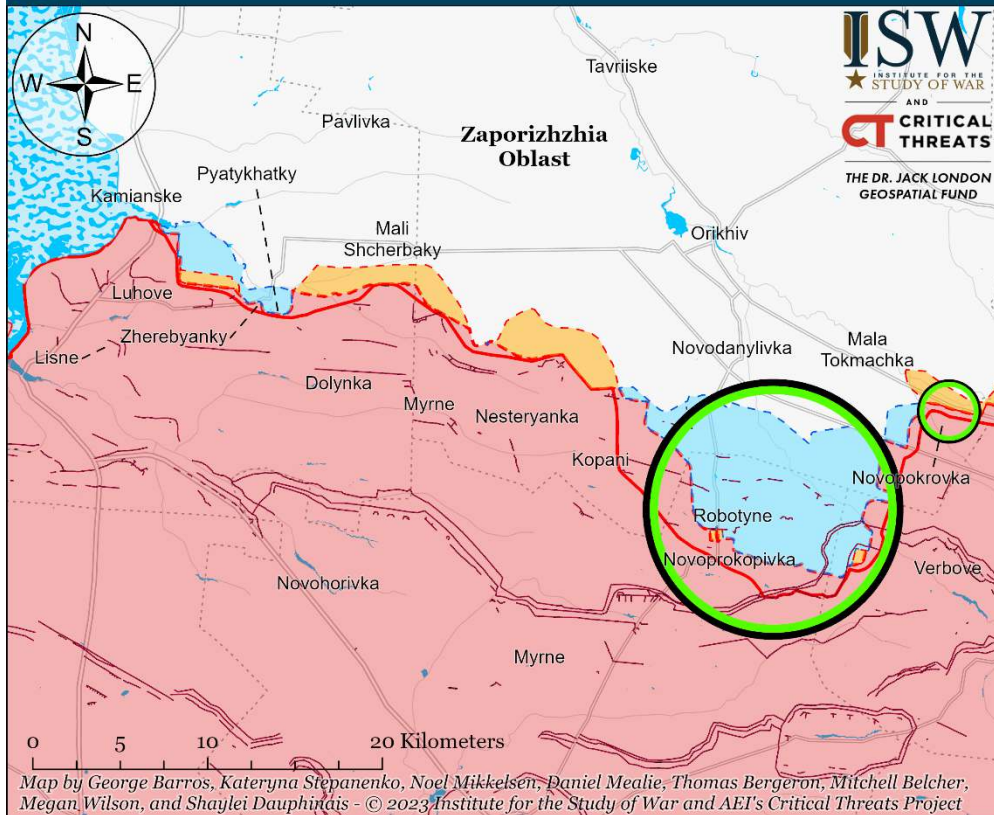 N
W E
S
ISW
INSTITUTE FOR THE
STUDY OF WAR
AND
CT CRITICAL
THREATS
THE DR. JACK LONDON
GEOSPATIAL FUND
Tavriiske
Pavlivka
Zaporizhzhia
Oblast
Pyatykhatky
Kamianske
Mali
Shcherbaky
Orikhiv
Luhove
Zherebyanky
Lisne
Dolynka
Myrne
Nesteryanka
Novodanylivka
Mala
Tokmachka
Kopani
Novopokrovka
Robotyne
Novoprokopivka
Verbove
Novohorivka
Myrne
0 5 10 20 Kilometers
Map by George Barros, Kateryna Stepanenko, Noel Mikkelsen, Daniel Mealie, Thomas Bergeron, Mitchell Belcher,
Megan Wilson, and Shaylei Dauphinais - © 2023 Institute for the Study of War and AEI's Critical Threats Project